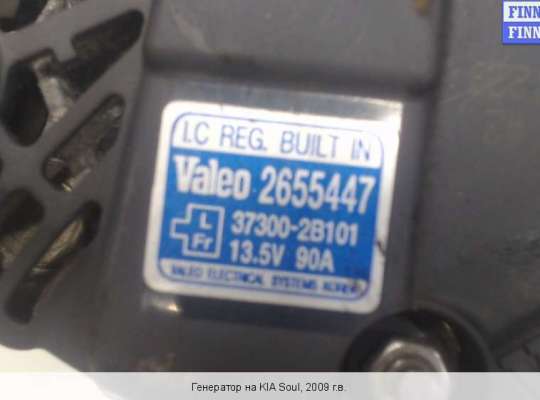 FINN
FINN
I.C REG. BUILT IN
Valeo 2655447
L
Fr
37300-2B101
13.5V 90A
VALEO ELECTRICAL SYSTEMS KOREA
Генератор на KIA Soul, 2009 г.в.